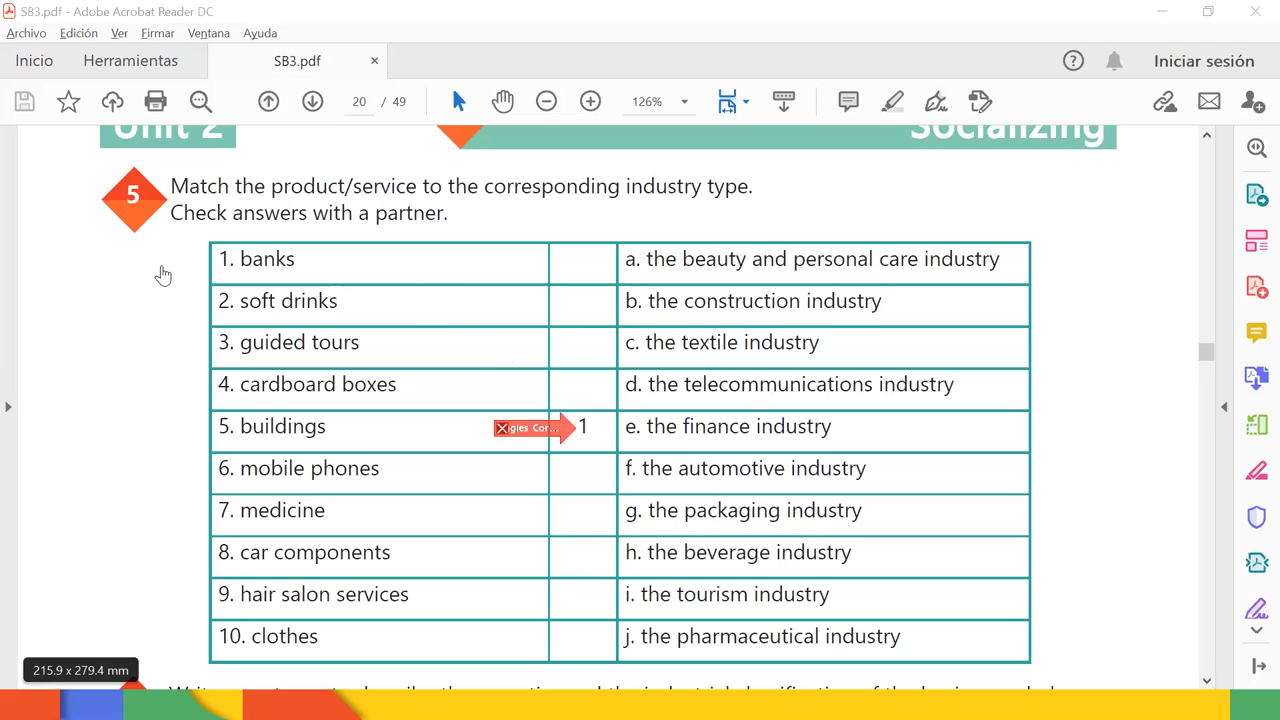 SB3.pdf - Adobe Acrobat Reader DC
Archivo Edición Ver Firmar Ventana Ayuda
Inicio Herramientas SB3.pdf × Iniciar sesión
20 / 49 126%
Unit 2 Socializing
5 Match the product/service to the corresponding industry type.
Check answers with a partner.
1. banks a. the beauty and personal care industry
2. soft drinks b. the construction industry
3. guided tours c. the textile industry
4. cardboard boxes d. the telecommunications industry
5. buildings gles Cor... 1 e. the finance industry
6. mobile phones f. the automotive industry
7. medicine g. the packaging industry
8. car components h. the beverage industry
9. hair salon services i. the tourism industry
10. clothes j. the pharmaceutical industry
215.9 x 279.4 mm